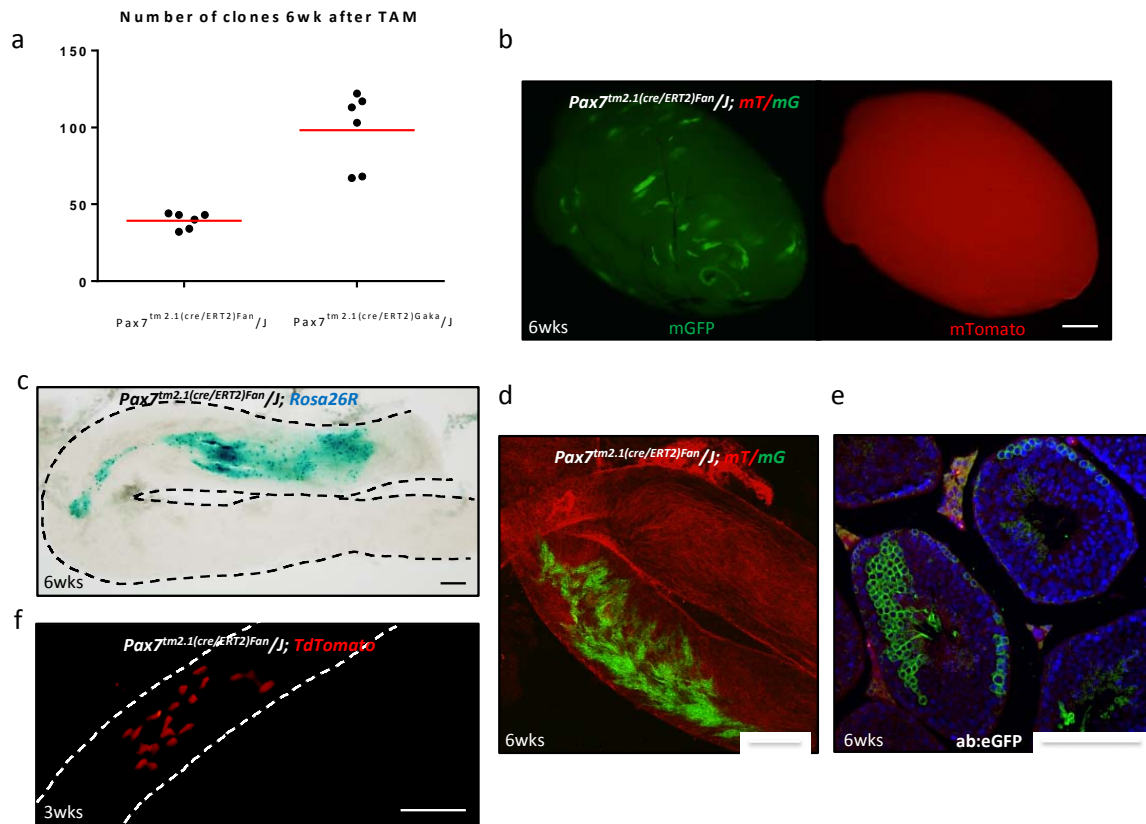 Number of clones 6wk after TAM
a
150
100
50
0
Pax7tm2.1(cre/ERT2)Fan/J
Pax7tm2.1(cre/ERT2)Gaka/J
b
Pax7tm2.1(cre/ERT2)Fan/J; mT/mG
6wks
mGFP
mTomato
c
Pax7tm2.1(cre/ERT2)Fan/J; Rosa26R
6wks
d
Pax7tm2.1(cre/ERT2)Fan/J; mT/mG
6wks
e
6wks
ab:eGFP
f
Pax7tm2.1(cre/ERT2)Fan/J; TdTomato
3wks